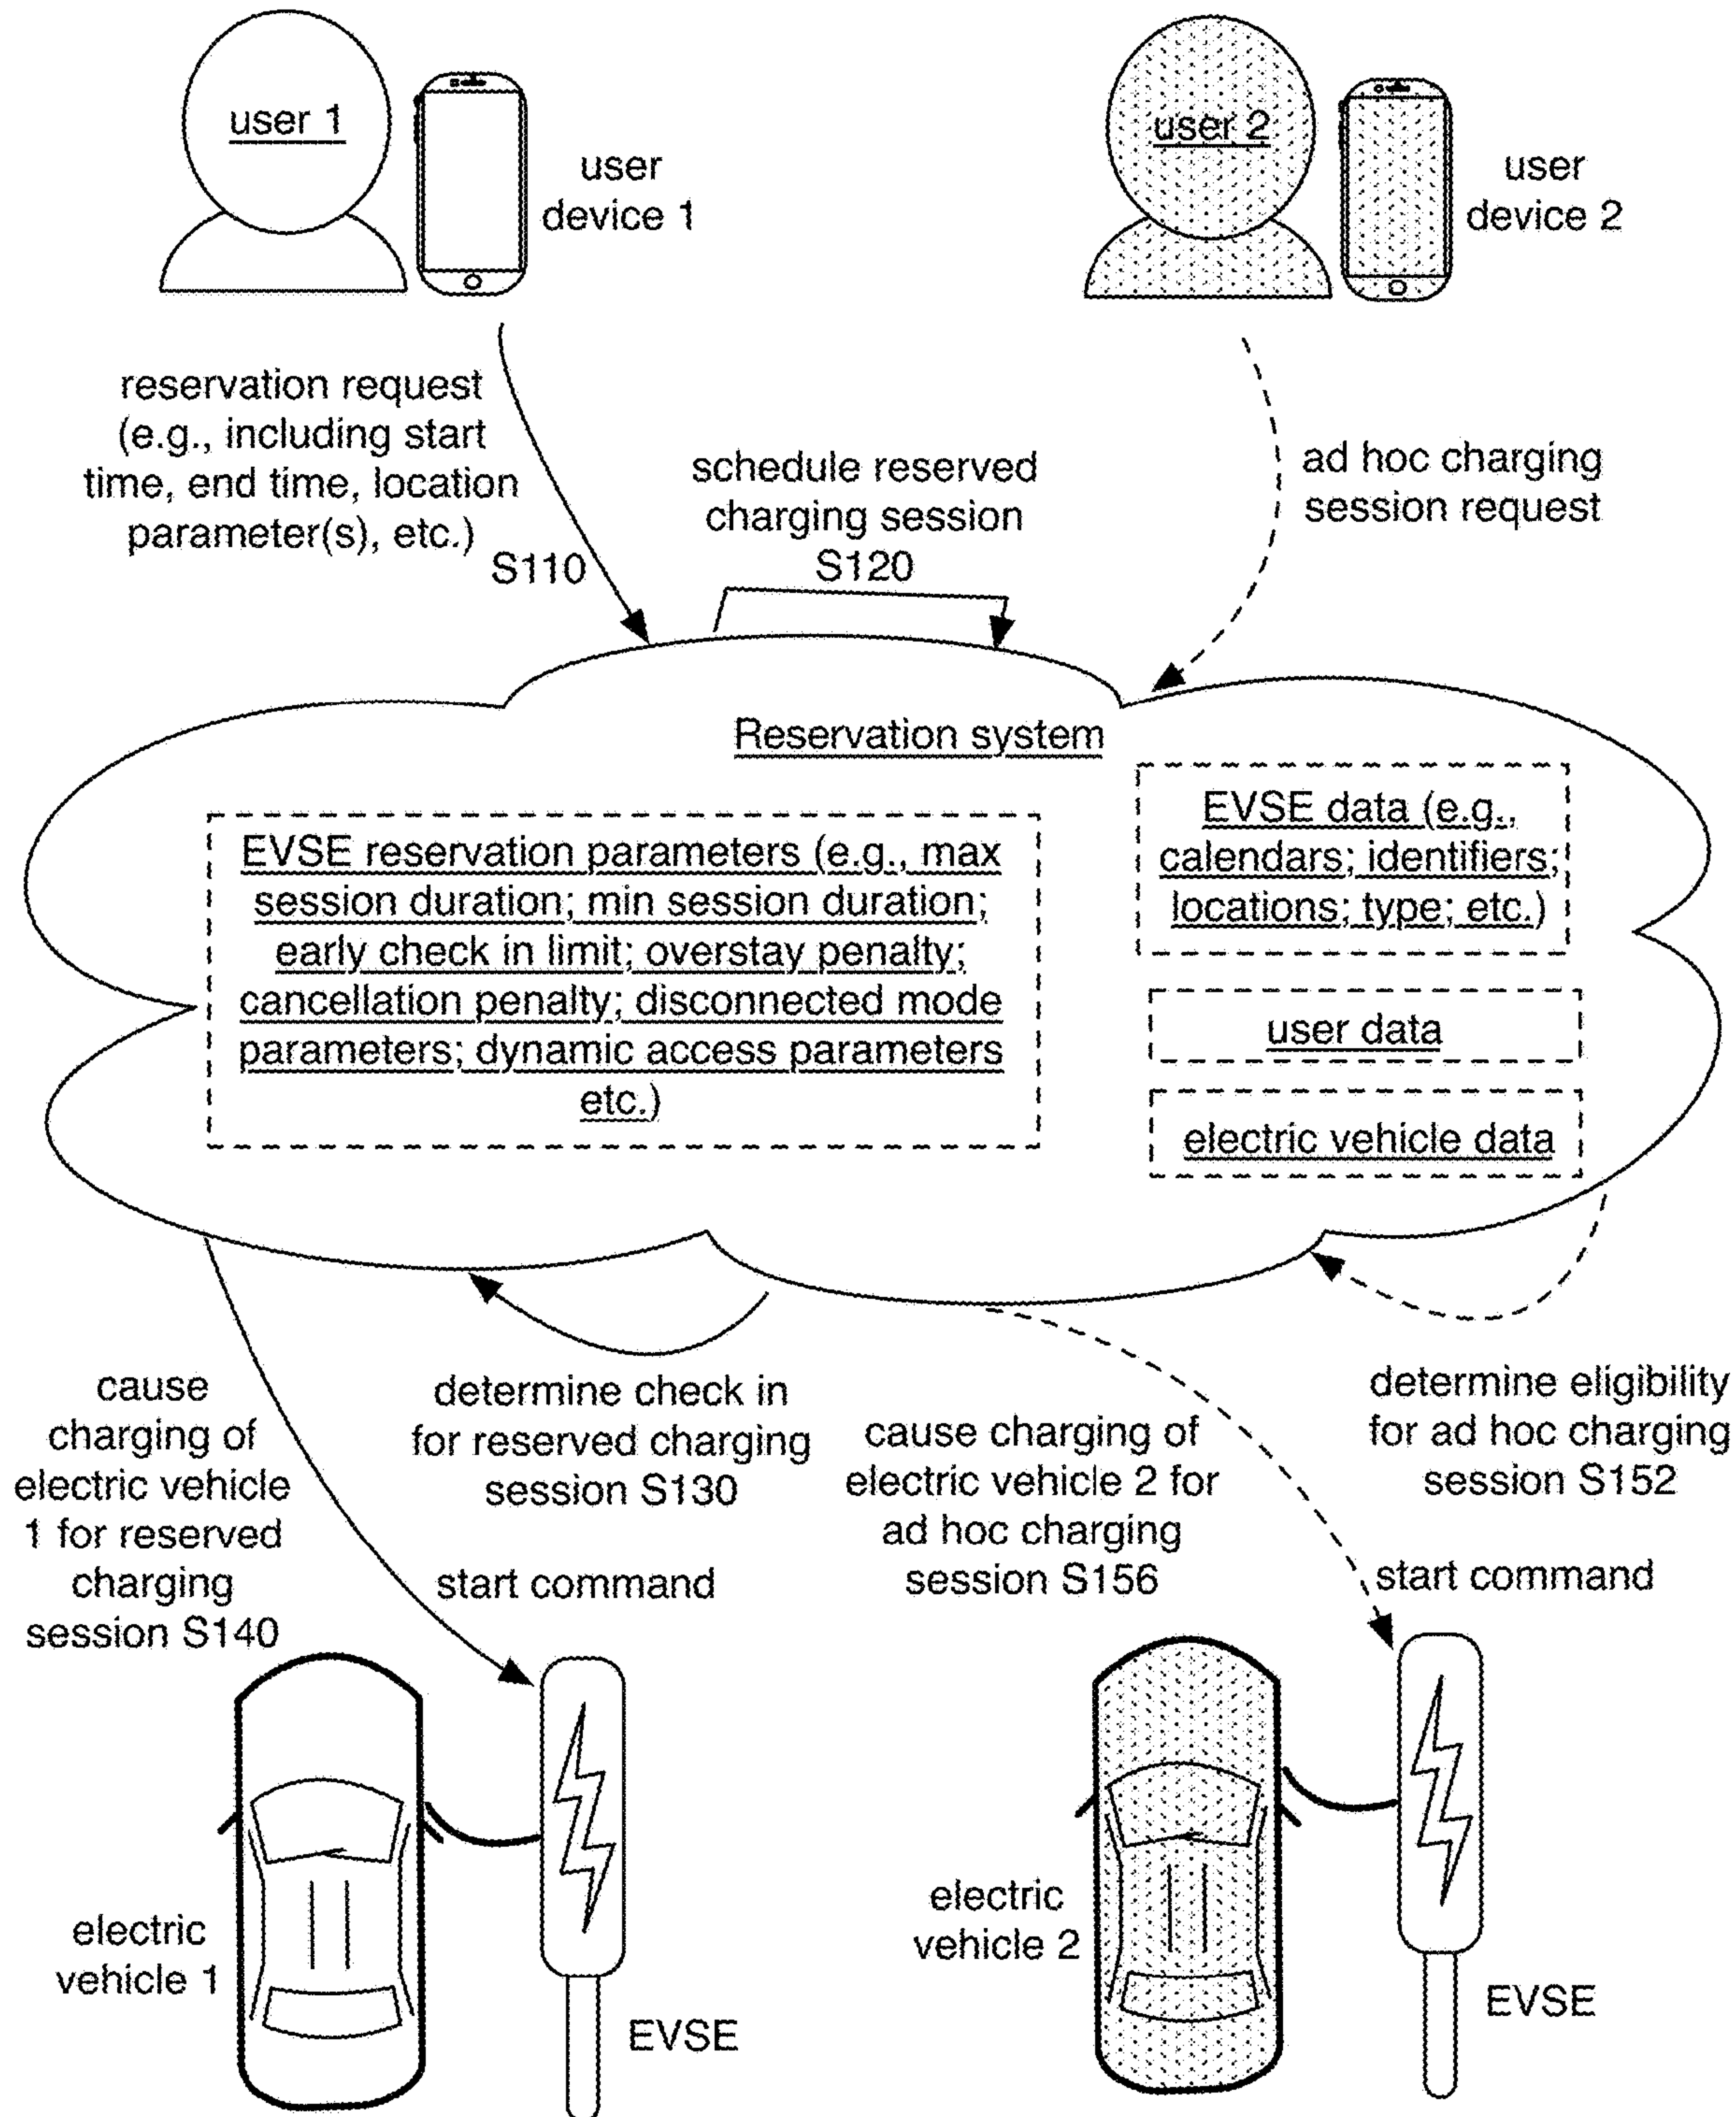 user 1
user
device 1
user 2
user
device 2
reservation request
(e.g., including start
time, end time, location
parameter(s), etc.)
S110
schedule reserved
charging session
S120
ad hoc charging
session request
Reservation system
EVSE reservation parameters (e.g., max
session duration; min session duration;
early check in limit; overstay penalty;
cancellation penalty; disconnected mode
parameters; dynamic access parameters
etc.)
EVSE data (e.g.,
calendars; identifiers;
locations; type; etc.)
user data
electric vehicle data
cause
charging of
electric vehicle
1 for reserved
charging
session S140
determine check in
for reserved charging
session S130
start command
cause charging of
electric vehicle 2 for
ad hoc charging
session S156
determine eligibility
for ad hoc charging
session S152
start command
electric
vehicle 1
EVSE
electric
vehicle 2
EVSE